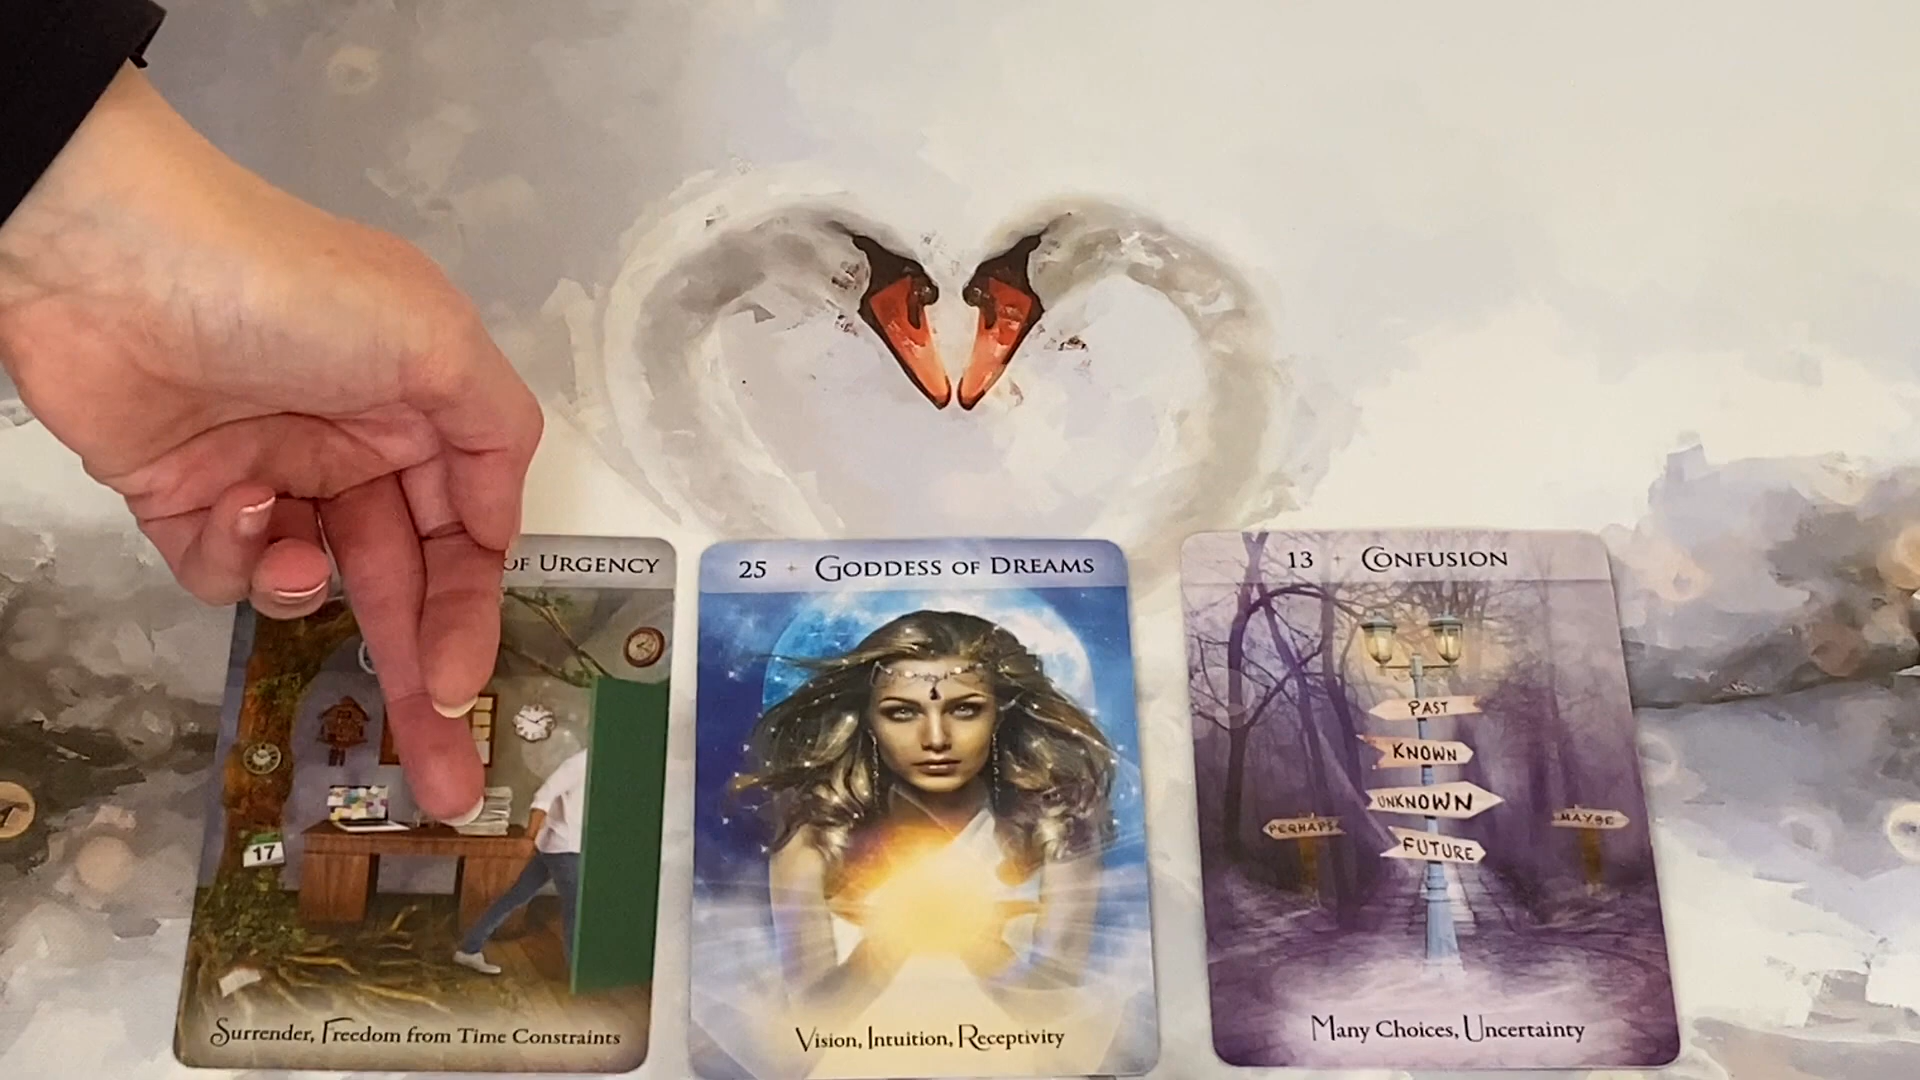 OF URGENCY
17
Surrender, Freedom from Time Constraints
25 GODDESS OF DREAMS
Vision, Intuition, Receptivity
13 CONFUSION
PAST
KNOWN
UNKNOWN
PERHAPS
MAYBE
FUTURE
Many Choices, Uncertainty